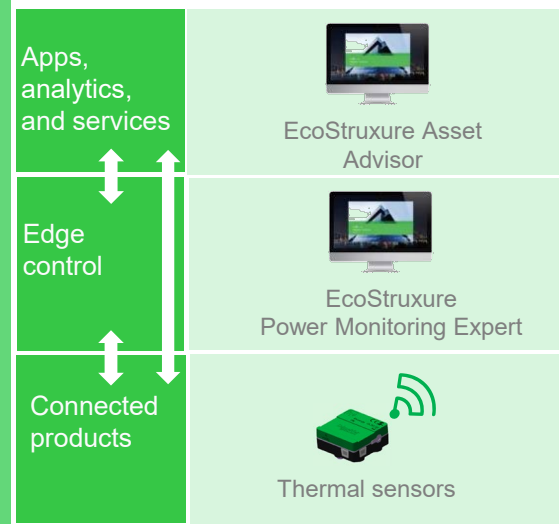 Apps,
analytics,
and services
EcoStruxure Asset
Advisor
Edge
control
EcoStruxure
Power Monitoring Expert
Connected
products
Thermal sensors